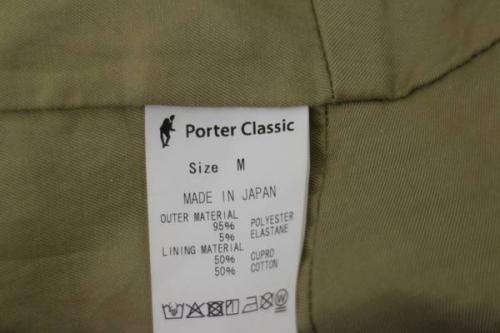 Porter Classic
Size M
MADE IN JAPAN
OUTER MATERIAL
95% POLYESTER
5% ELASTANE
LINING MATERIAL
50% CUPRO
50% COTTON